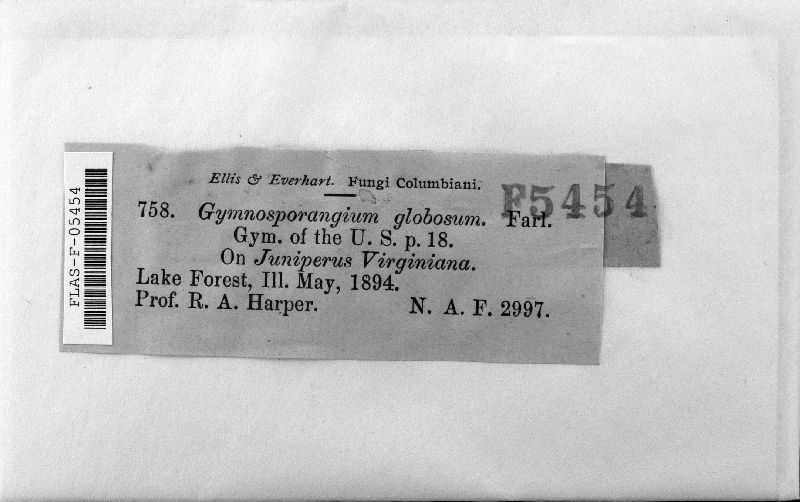 Ellis & Everhart. Fungi Columbiani.
F5454
758. Gymnosporangium globosum. Farl.
Gym. of the U. S. p. 18.
On Juniperus Virginiana.
Lake Forest, Ill. May, 1894.
Prof. R. A. Harper. N. A. F. 2997.
FLAS-F-05454